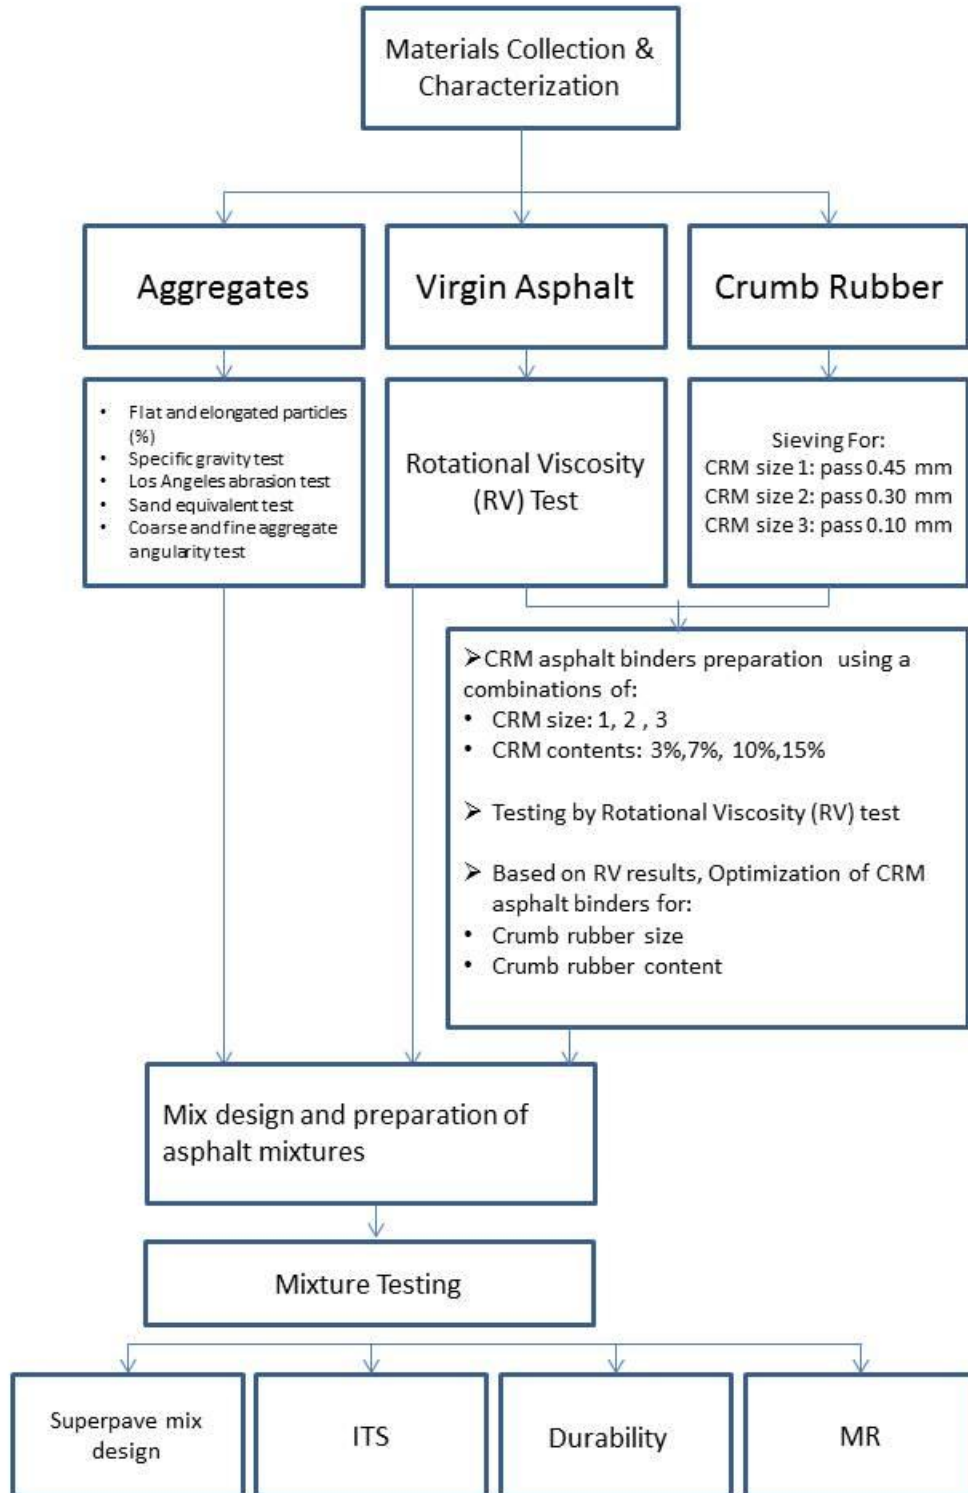 Materials Collection &
Characterization
Aggregates
Virgin Asphalt
Crumb Rubber
• Flat and elongated particles
(%)
• Specific gravity test
• Los Angeles abrasion test
• Sand equivalent test
• Coarse and fine aggregate
angularity test
Rotational Viscosity
(RV) Test
Sieving For:
CRM size 1: pass 0.45 mm
CRM size 2: pass 0.30 mm
CRM size 3: pass 0.10 mm
➤CRM asphalt binders preparation using a
combinations of:
• CRM size: 1, 2 , 3
• CRM contents: 3%,7%, 10%,15%
➤ Testing by Rotational Viscosity (RV) test
➤ Based on RV results, Optimization of CRM
asphalt binders for:
• Crumb rubber size
• Crumb rubber content
Mix design and preparation of
asphalt mixtures
Mixture Testing
Superpave mix
design
ITS
Durability
MR